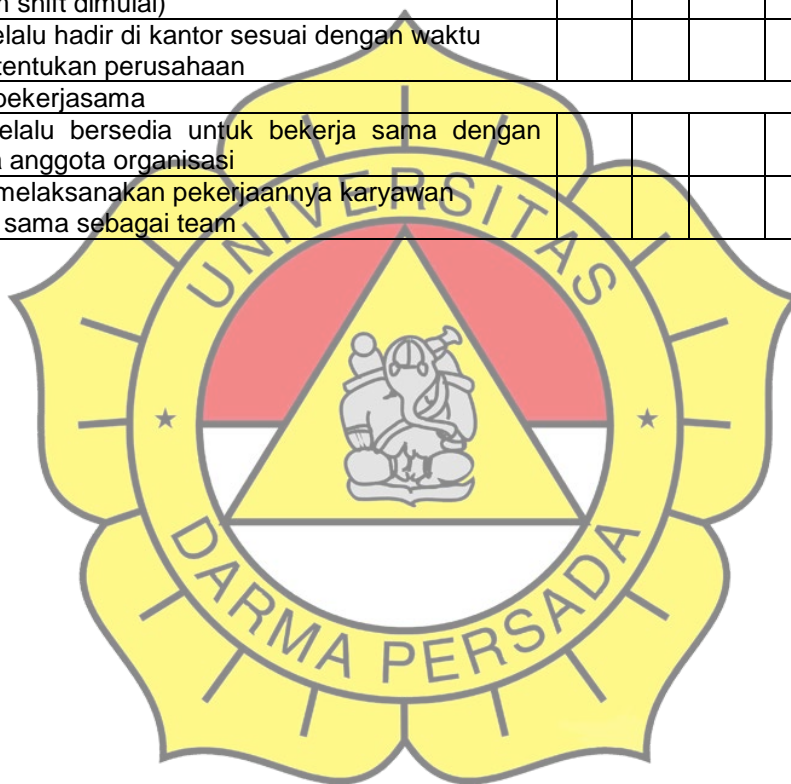 shift dimulai)
elalu hadir di kantor sesuai dengan waktu
tentukan perusahaan
bekerjasama
elalu bersedia untuk bekerja sama dengan
anggota organisasi
melaksanakan pekerjaannya karyawan
sama sebagai team
UNIVERSITAS
DARMA PERSADA